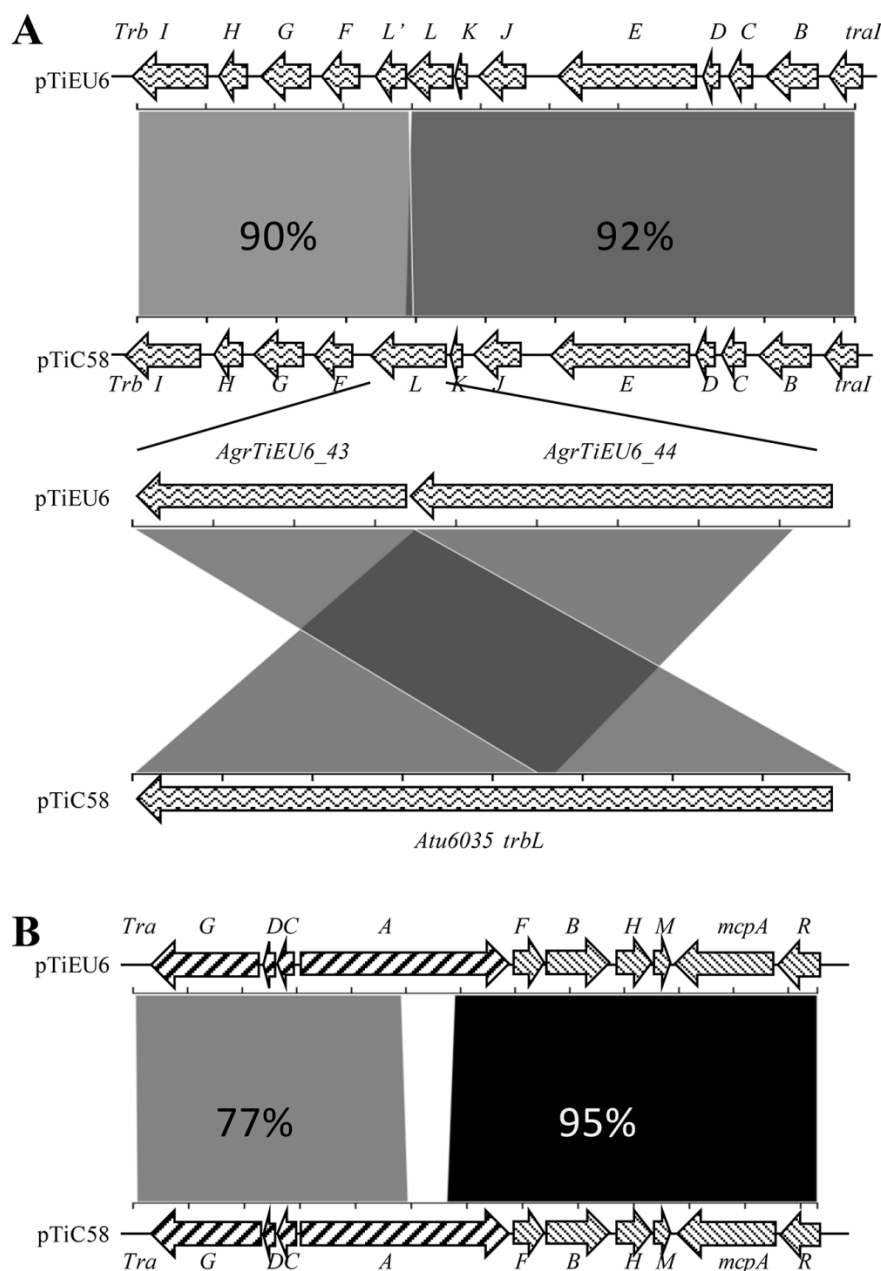 A
Trb I H G F L’ L K J E D C B traI
pTiEU6
90% 92%
pTiC58
Trb I H G F L K J E D C B traI
AgrTiEU6_43 AgrTiEU6_44
pTiEU6
pTiC58
Atu6035 trbL
B
Tra G D C A F B H M mcpA R
pTiEU6
77% 95%
pTiC58
Tra G D C A F B H M mcpA R